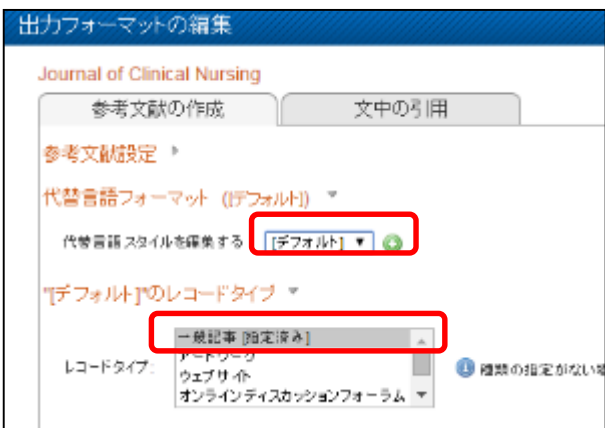 出力フォーマットの編集
Journal of Clinical Nursing
参考文献の作成
文中の引用
参考文献設定
代替言語フォーマット ([デフォルト])
代替言語スタイルを編集する [デフォルト]
"[デフォルト]"のレコードタイプ
レコードタイプ:
一般記事 [指定済み]
アートワーク
ウェブサイト
オンラインディスカッションフォーラム
種類の指定がない